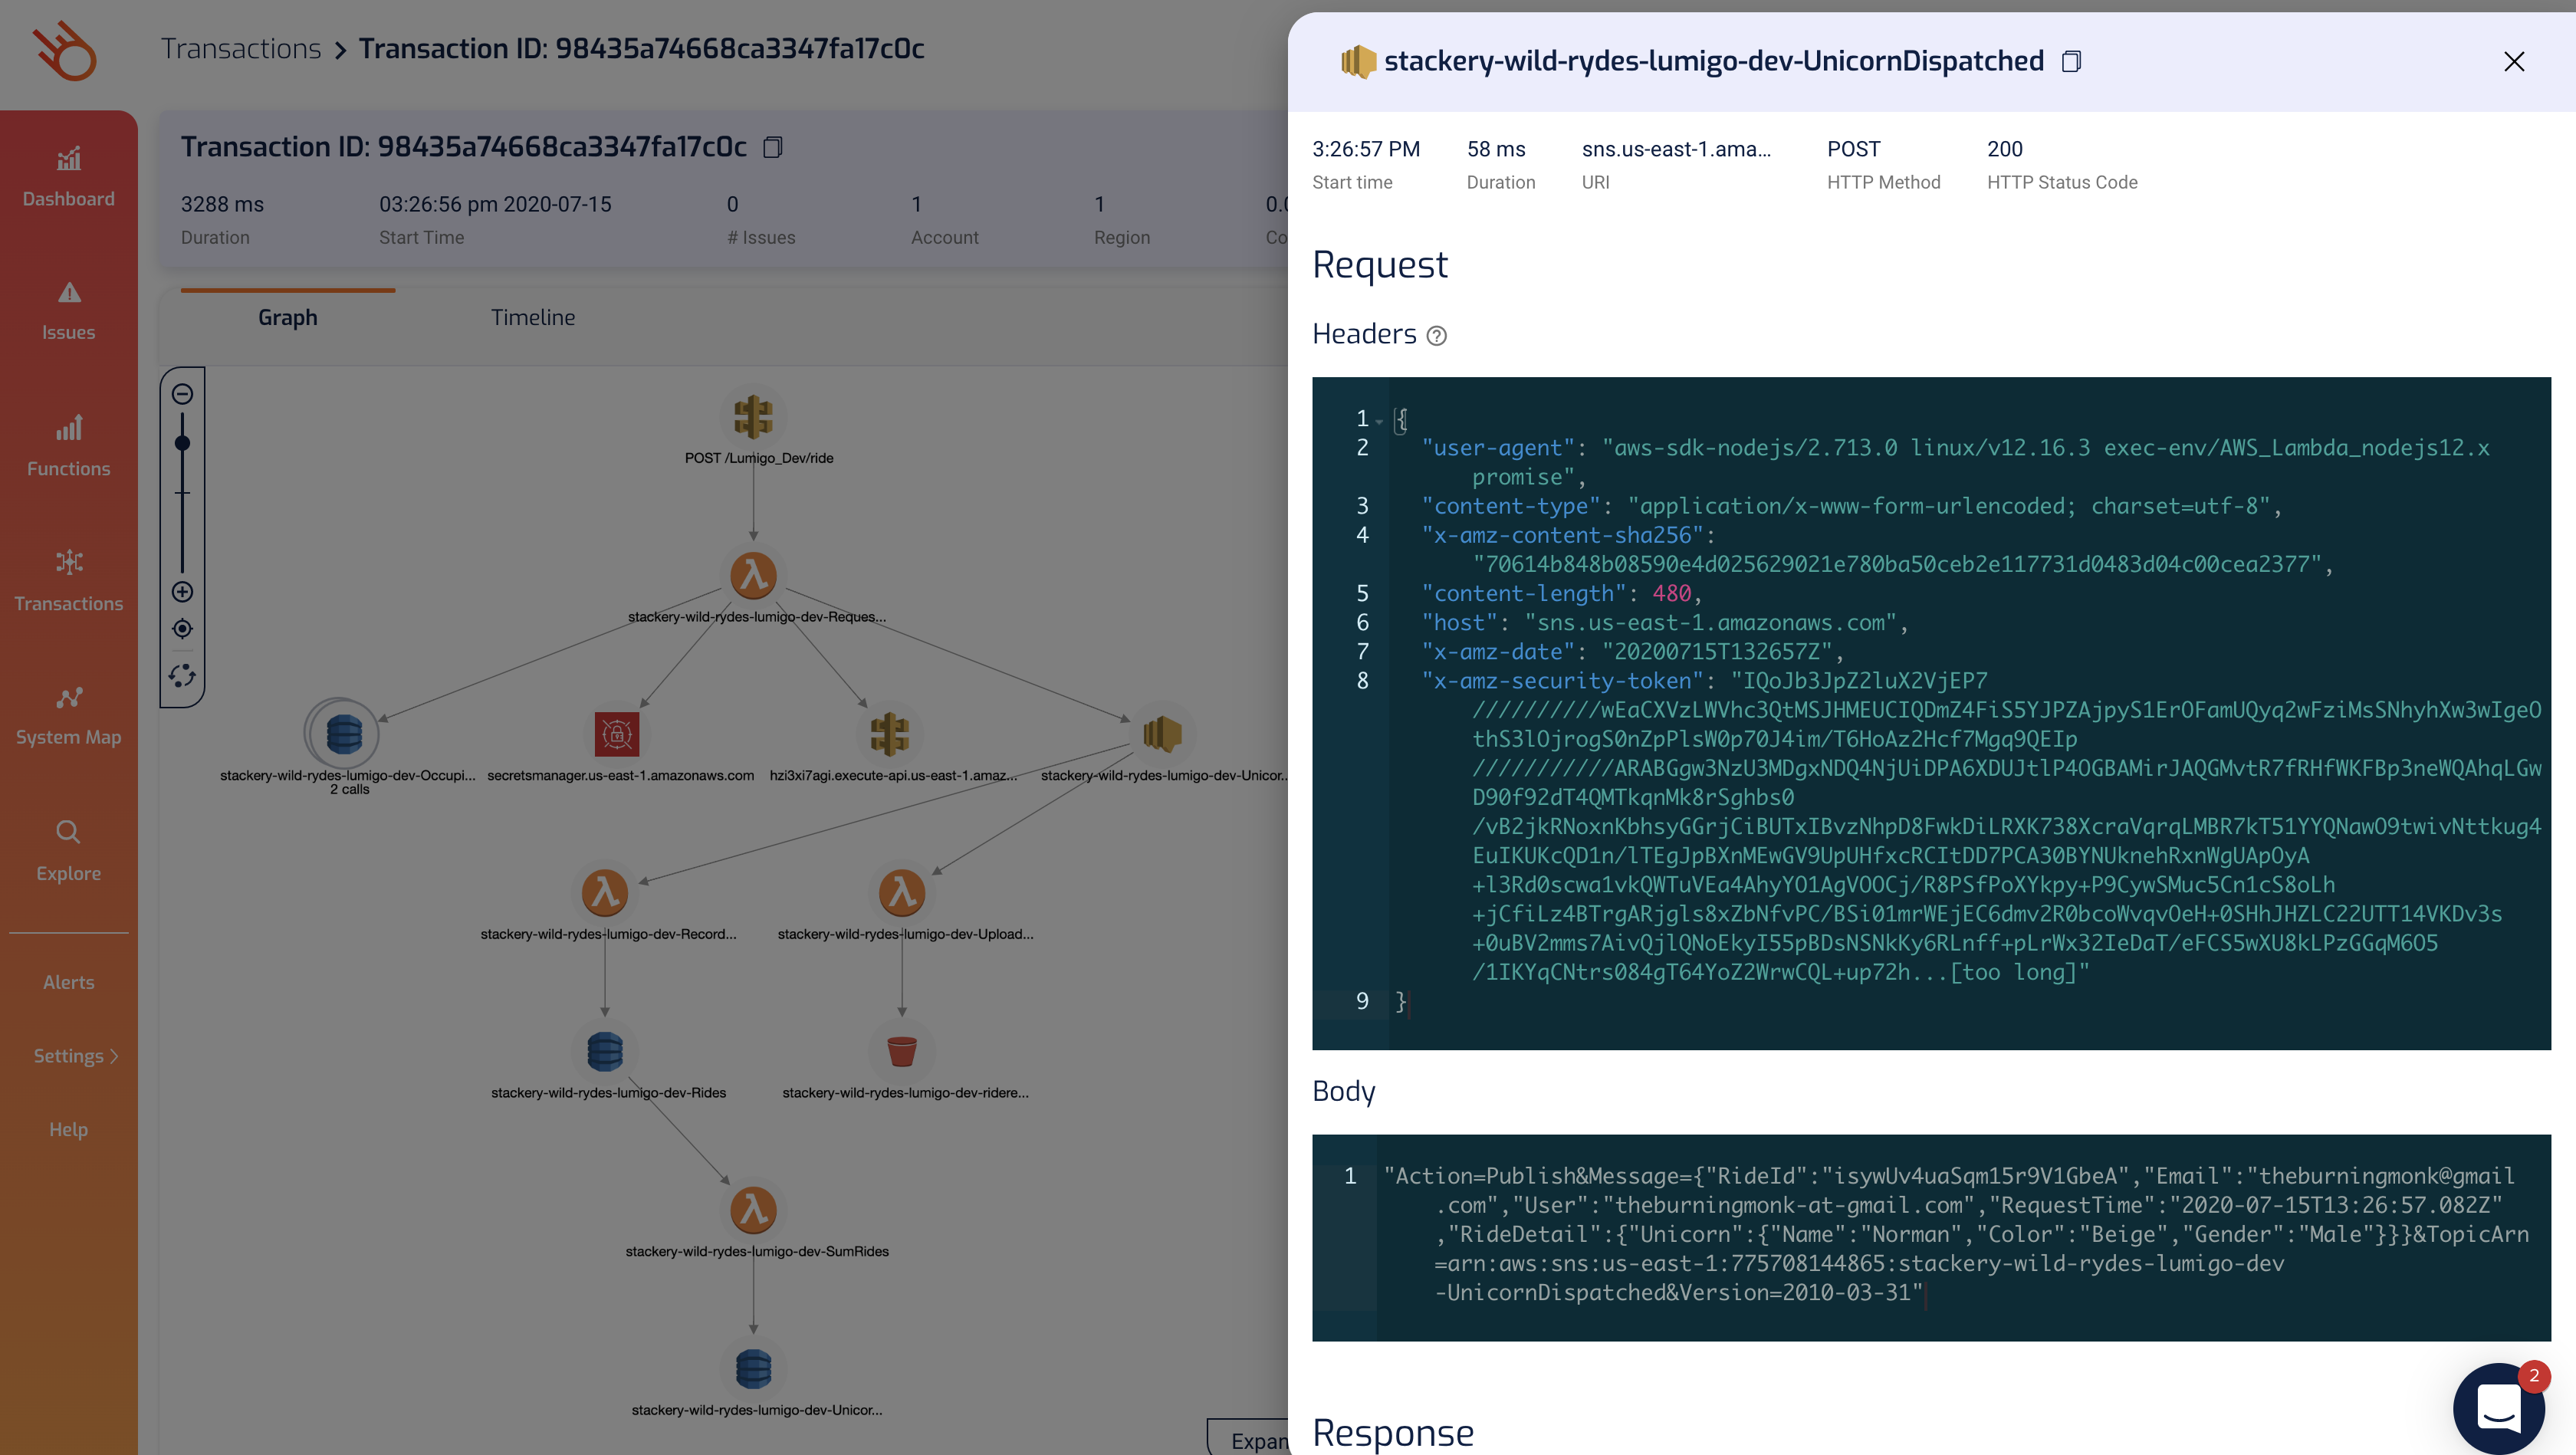 Transactions > Transaction ID: 98435a74668ca3347fa17c0c
Dashboard
Issues
Functions
Transactions
System Map
Explore
Alerts
Settings >
Help
Transaction ID: 98435a74668ca3347fa17c0c
3288 ms
Duration
03:26:56 pm 2020-07-15
Start Time
0
# Issues
1
Account
1
Region
0.0
Co
Graph
Timeline
POST /Lumigo_Dev/ride
stackery-wild-rydes-lumigo-dev-Reques...
stackery-wild-rydes-lumigo-dev-Occupi...
2 calls
secretsmanager.us-east-1.amazonaws.com
hzi3xi7agi.execute-api.us-east-1.amaz...
stackery-wild-rydes-lumigo-dev-Unicor...
stackery-wild-rydes-lumigo-dev-Record...
stackery-wild-rydes-lumigo-dev-Upload...
stackery-wild-rydes-lumigo-dev-Rides
stackery-wild-rydes-lumigo-dev-ridere...
stackery-wild-rydes-lumigo-dev-SumRides
stackery-wild-rydes-lumigo-dev-Unicor...
Expan
stackery-wild-rydes-lumigo-dev-UnicornDispatched
3:26:57 PM
Start time
58 ms
Duration
sns.us-east-1.ama...
URI
POST
HTTP Method
200
HTTP Status Code
Request
Headers
1 {
2 "user-agent": "aws-sdk-nodejs/2.713.0 linux/v12.16.3 exec-env/AWS_Lambda_nodejs12.x
promise",
3 "content-type": "application/x-www-form-urlencoded; charset=utf-8",
4 "x-amz-content-sha256":
"70614b848b08590e4d025629021e780ba50ceb2e117731d0483d04c00cea2377",
5 "content-length": 480,
6 "host": "sns.us-east-1.amazonaws.com",
7 "x-amz-date": "20200715T132657Z",
8 "x-amz-security-token": "IQoJb3JpZ2luX2VjEP7
//////////wEaCXVzLWVhc3QtMSJHMEUCIQDmZ4FiS5YJPZAjpyS1ErOFamUQyq2wFziMsSNhyhXw3wIgeO
thS3lOjrogS0nZpPlsW0p70J4im/T6HoAz2Hcf7Mgq9QEIp
///////////ARABGgw3NzU3MDgxNDQ4NjUiDPA6XDUJtlP4OGBAMirJAQGMvtR7fRHfWKFBp3neWQAhqLGw
D90f92dT4QMTkqnMk8rSghbs0
/vB2jkRNoxnKbhsyGGrjCiBUTxIBvzNhpD8FwkDiLRXK738XcraVqrqLMBR7kT51YYQNawO9twivNttkug4
EuIKUKcQD1n/lTEgJpBXnMEwGV9UpUHfxcRCItDD7PCA30BYNUknehRxnWgUApOyA
+l3Rd0scwa1vkQWTuVEa4AhyYO1AgVOOCj/R8PSfPoXYkpy+P9CywSMuc5Cn1cS8oLh
+jCfiLz4BTrgARjgls8xZbNfvPC/BSi01mrWEjEC6dmv2R0bcoWvqvOeH+0SHhJHZLC22UTT14VKDv3s
+0uBV2mms7AivQjlQNoEkyI55pBDsNSNkKy6RLnff+pLrWx32IeDaT/eFCS5wXU8kLPzGGqM6O5
/1IKYqCNtrs084gT64YoZ2WrwCQL+up72h...[too long]"
9 }
Body
1 "Action=Publish&Message={"RideId":"isywUv4uaSqm15r9V1GbeA","Email":"theburningmonk@gmail
.com","User":"theburningmonk-at-gmail.com","RequestTime":"2020-07-15T13:26:57.082Z"
,"RideDetail":{"Unicorn":{"Name":"Norman","Color":"Beige","Gender":"Male"}}}&TopicArn
=arn:aws:sns:us-east-1:775708144865:stackery-wild-rydes-lumigo-dev
-UnicornDispatched&Version=2010-03-31"
Response
2